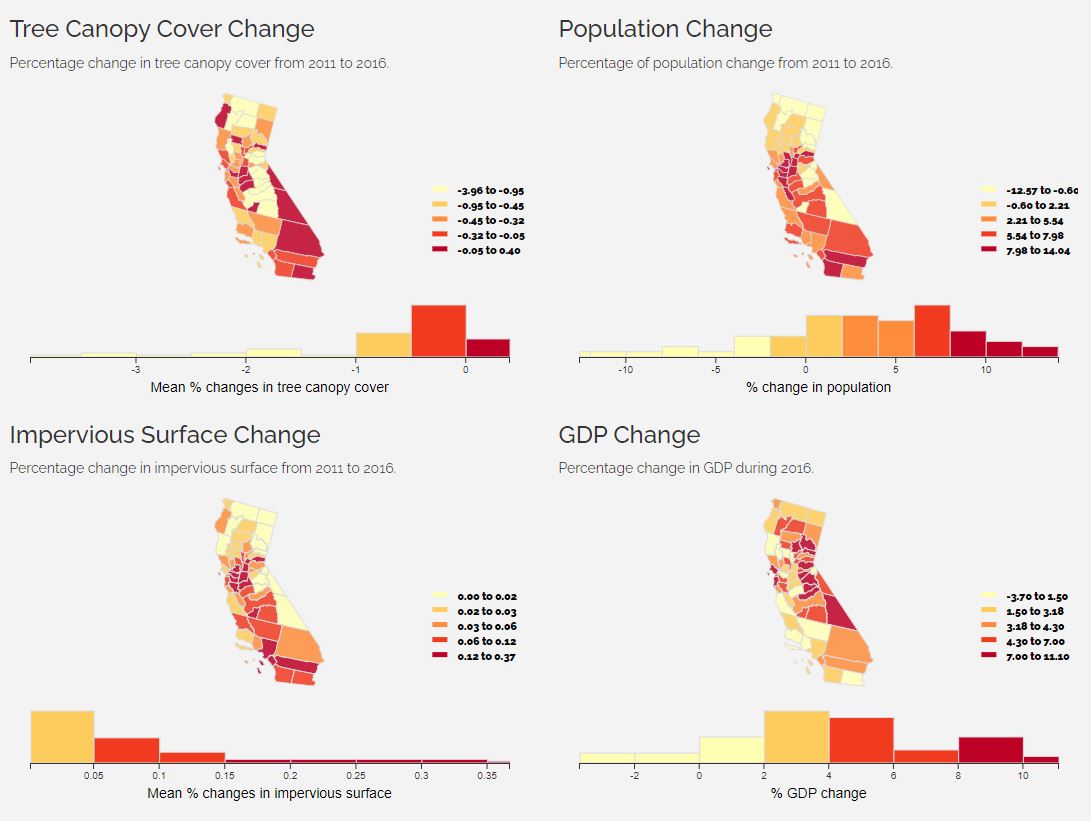 Tree Canopy Cover Change
Percentage change in tree canopy cover from 2011 to 2016.
-3.96 to -0.95
-0.95 to -0.45
-0.45 to -0.32
-0.32 to -0.05
-0.05 to 0.40
-3
-2
-1
0
Mean % changes in tree canopy cover
Population Change
Percentage of population change from 2011 to 2016.
-12.57 to -0.60
-0.60 to 2.21
2.21 to 5.54
5.54 to 7.98
7.98 to 14.04
-10
-5
0
5
10
% change in population
Impervious Surface Change
Percentage change in impervious surface from 2011 to 2016.
0.00 to 0.02
0.02 to 0.03
0.03 to 0.06
0.06 to 0.12
0.12 to 0.37
0.05
0.1
0.15
0.2
0.25
0.3
0.35
Mean % changes in impervious surface
GDP Change
Percentage change in GDP during 2016.
-3.70 to 1.50
1.50 to 3.18
3.18 to 4.30
4.30 to 7.00
7.00 to 11.10
-2
0
2
4
6
8
10
% GDP change